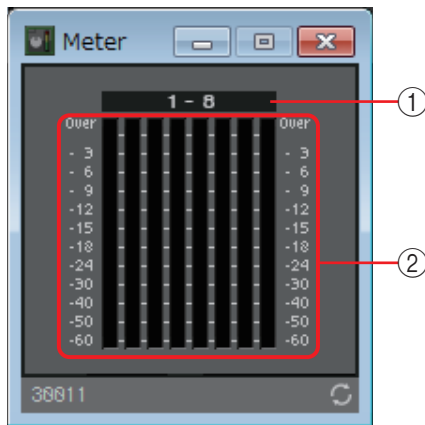 Meter
1 - 8
①
Over Over
- 3 - 3
- 6 - 6
- 9 - 9
-12 -12
-15 -15
-18 -18
-24 -24
-30 -30
-40 -40
-50 -50
-60 -60
②
30011